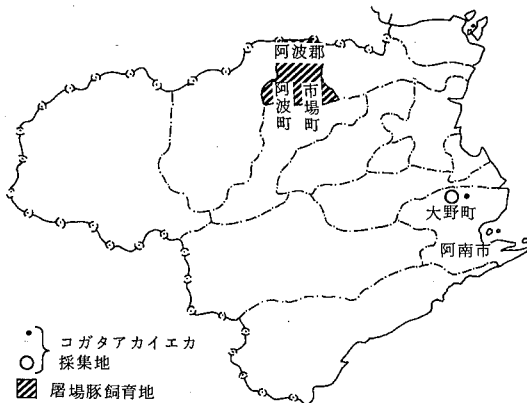 阿波郡
阿波町
市場町
大野町
阿南市
コガタアカイエカ
採集地
屠場豚飼育地